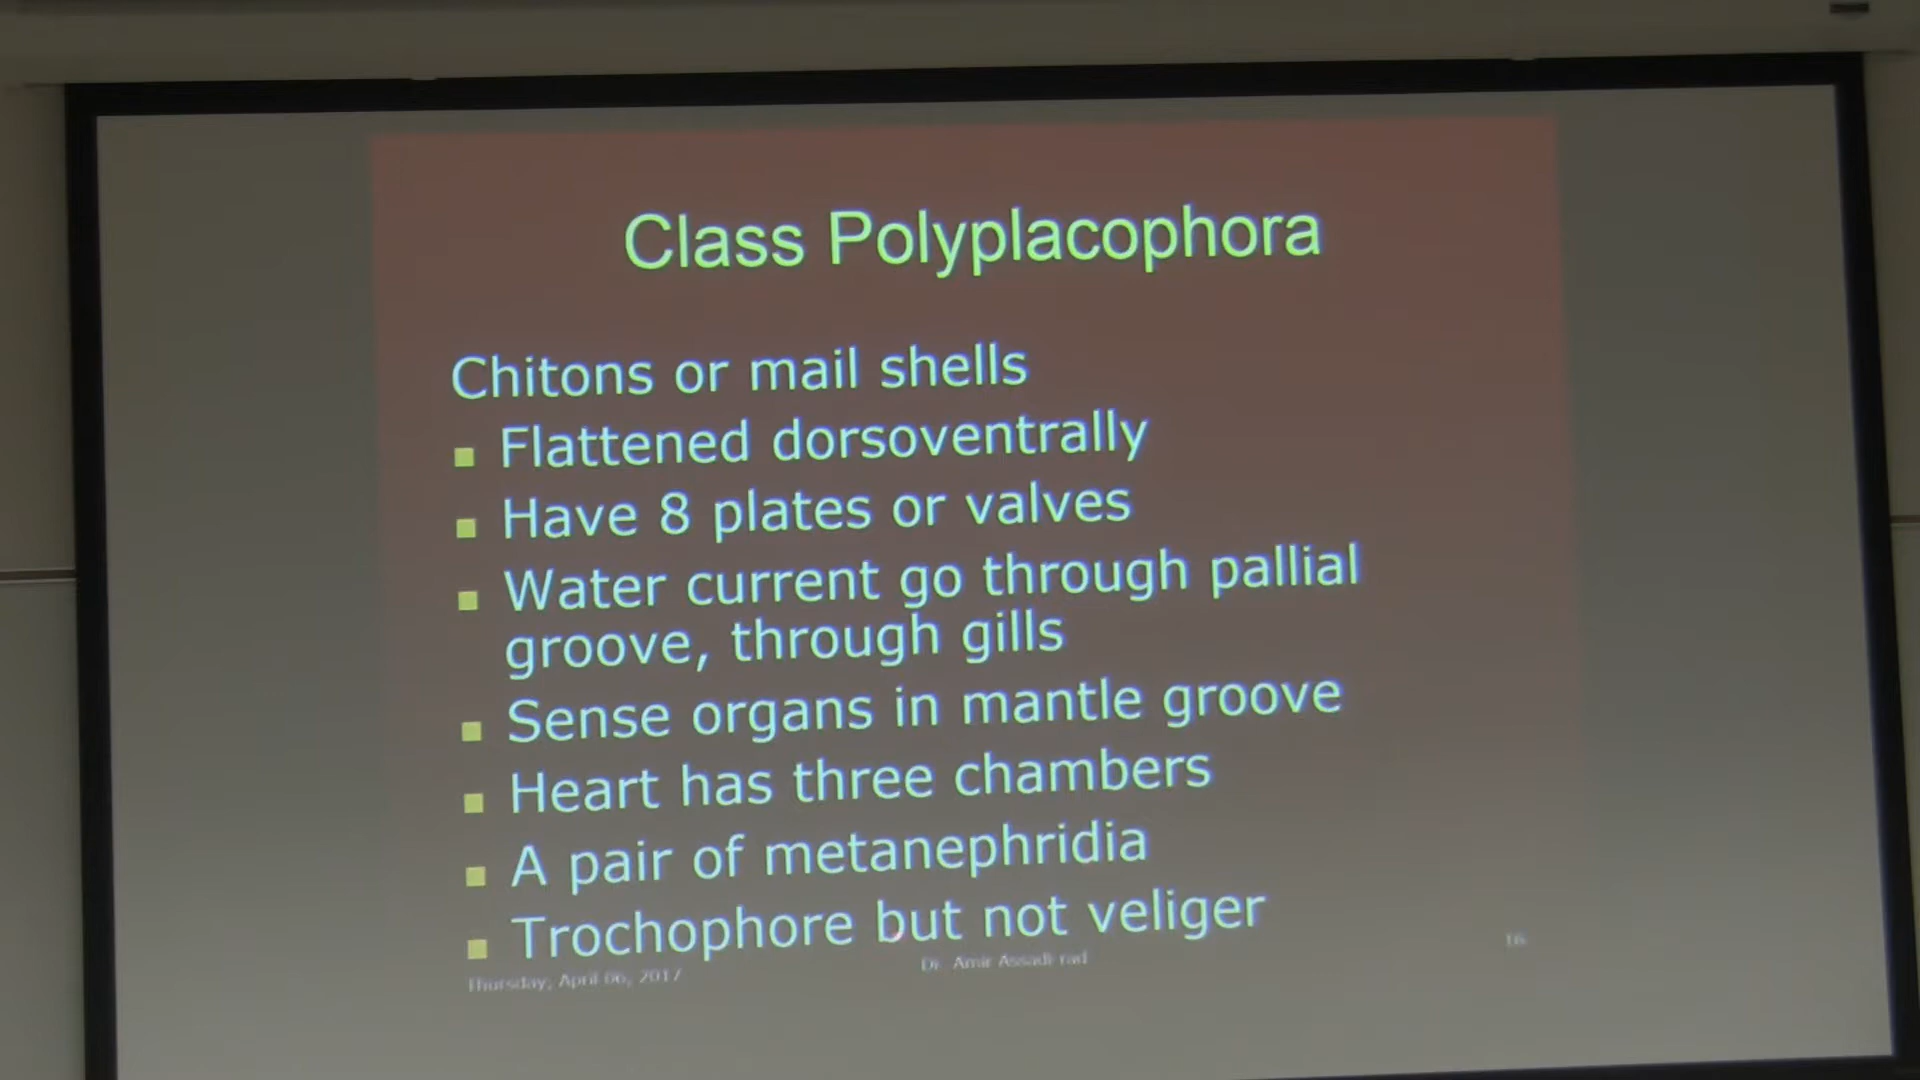 Class Polyplacophora
Chitons or mail shells
Flattened dorsoventrally
Have 8 plates or valves
Water current go through pallial
groove, through gills
Sense organs in mantle groove
Heart has three chambers
A pair of metanephridia
Trochophore but not veliger
Thursday, April 06, 2017
Dr. Amir Assadi-rad
16